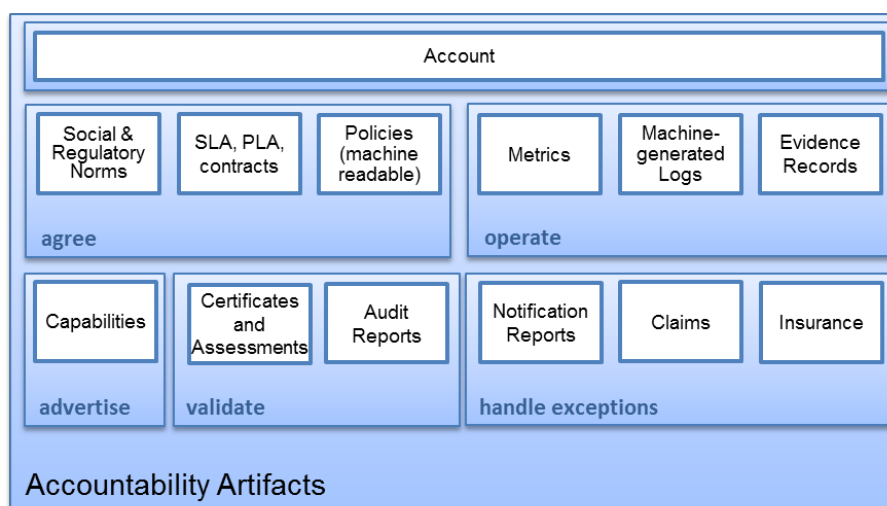 Account
Social &
Regulatory
Norms
SLA, PLA,
contracts
Policies
(machine
readable)
agree
Metrics
Machine-
generated
Logs
Evidence
Records
operate
Capabilities
advertise
Certificates
and
Assessments
Audit
Reports
validate
Notification
Reports
Claims
Insurance
handle exceptions
Accountability Artifacts